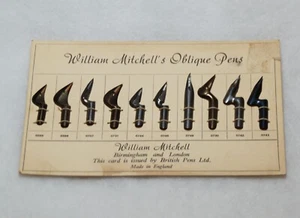 William Mitchell's Oblique Pens
William Mitchell
Birmingham and London
This card is issued by British Pens Ltd.
Made in England